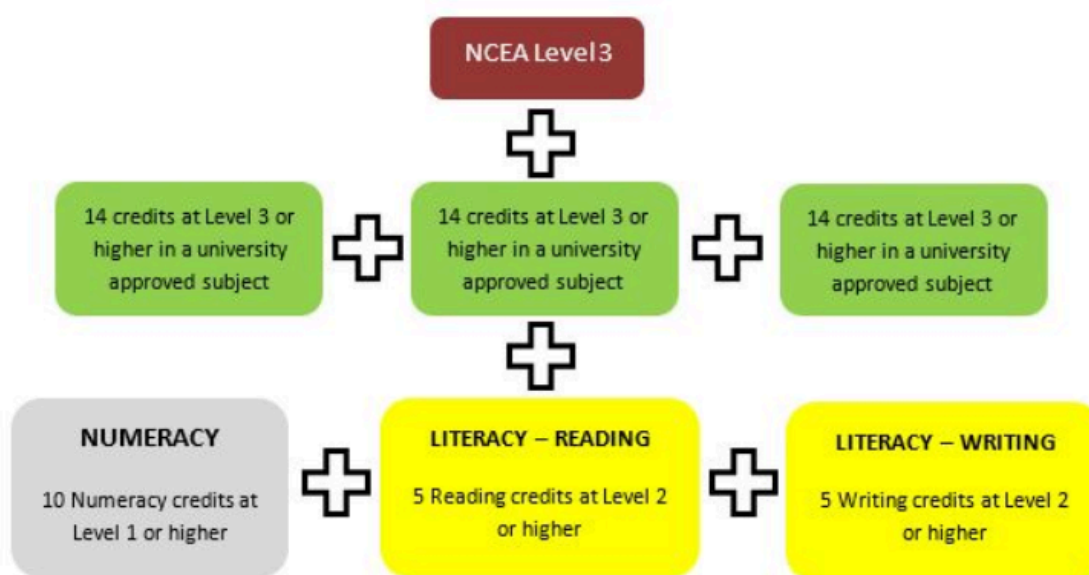 NCEA Level 3
14 credits at Level 3 or
higher in a university
approved subject
14 credits at Level 3 or
higher in a university
approved subject
14 credits at Level 3 or
higher in a university
approved subject
NUMERACY
10 Numeracy credits at
Level 1 or higher
LITERACY – READING
5 Reading credits at Level 2
or higher
LITERACY – WRITING
5 Writing credits at Level 2
or higher